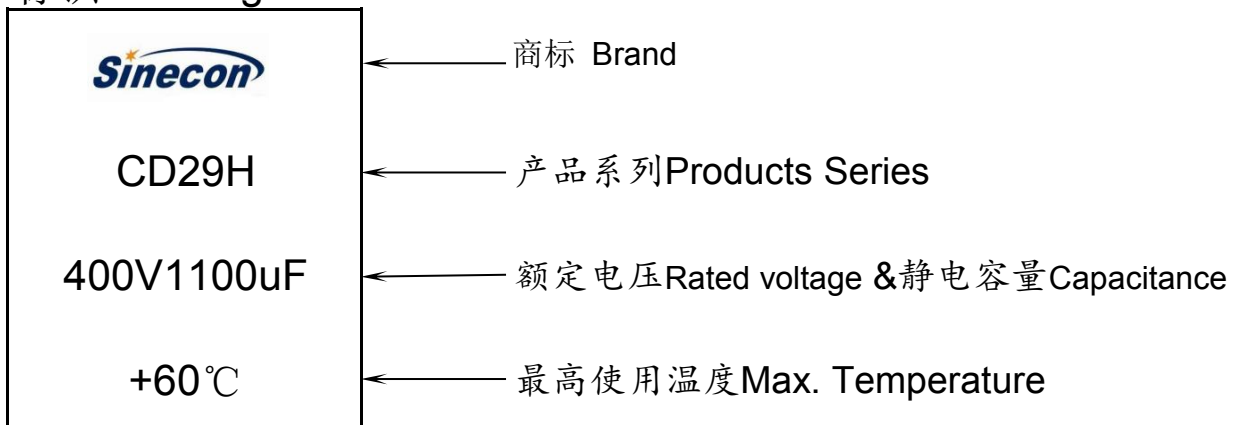 Sinecon
商标 Brand
CD29H
产品系列Products Series
400V1100uF
额定电压Rated voltage &静电容量Capacitance
+60℃
最高使用温度Max. Temperature